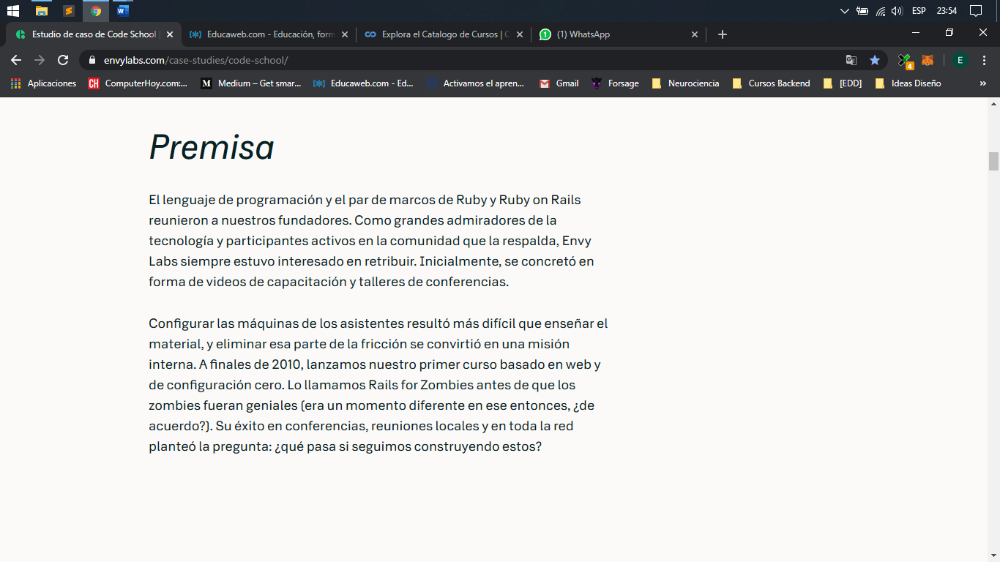 ESP
23:54
Estudio de caso de Code School
Educaweb.com - Educación, form
Explora el Catalogo de Cursos | C
(1) WhatsApp
envylabs.com/case-studies/code-school/
4
E
Aplicaciones
ComputerHoy.com:...
Medium – Get smar...
Educaweb.com - Ed...
Activamos el apren...
Gmail
Forsage
Neurociencia
Cursos Backend
[EDD]
Ideas Diseño
»
Premisa
El lenguaje de programación y el par de marcos de Ruby y Ruby on Rails
reunieron a nuestros fundadores. Como grandes admiradores de la
tecnología y participantes activos en la comunidad que la respalda, Envy
Labs siempre estuvo interesado en retribuir. Inicialmente, se concretó en
forma de videos de capacitación y talleres de conferencias.
Configurar las máquinas de los asistentes resultó más difícil que enseñar el
material, y eliminar esa parte de la fricción se convirtió en una misión
interna. A finales de 2010, lanzamos nuestro primer curso basado en web y
de configuración cero. Lo llamamos Rails for Zombies antes de que los
zombies fueran geniales (era un momento diferente en ese entonces, ¿de
acuerdo?). Su éxito en conferencias, reuniones locales y en toda la red
planteó la pregunta: ¿qué pasa si seguimos construyendo estos?